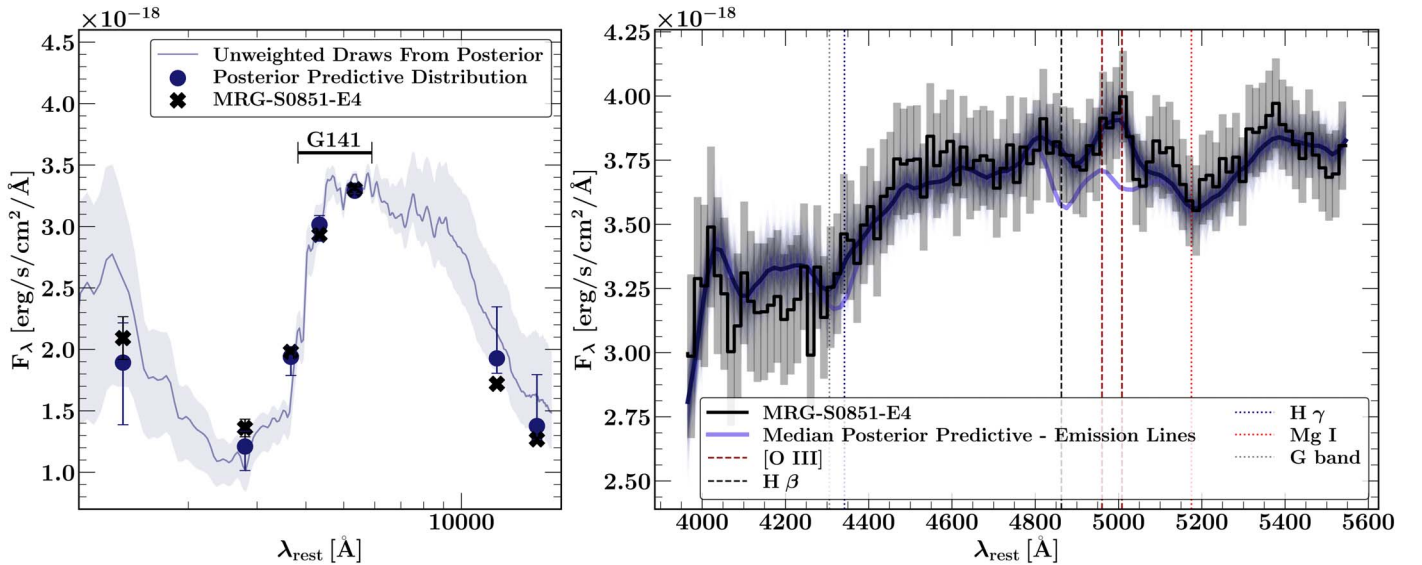 ×10⁻¹⁸
Unweighted Draws From Posterior
Posterior Predictive Distribution
MRG-S0851-E4
G141
4.5
4.0
3.5
3.0
2.5
2.0
1.5
1.0
F_λ [erg/s/cm²/Å]
10000
λ_rest [Å]
×10⁻¹⁸
4.25
4.00
3.75
3.50
3.25
3.00
2.75
2.50
F_λ [erg/s/cm²/Å]
MRG-S0851-E4
Median Posterior Predictive - Emission Lines
[O III]
H β
H γ
Mg I
G band
4000 4200 4400 4600 4800 5000 5200 5400 5600
λ_rest [Å]